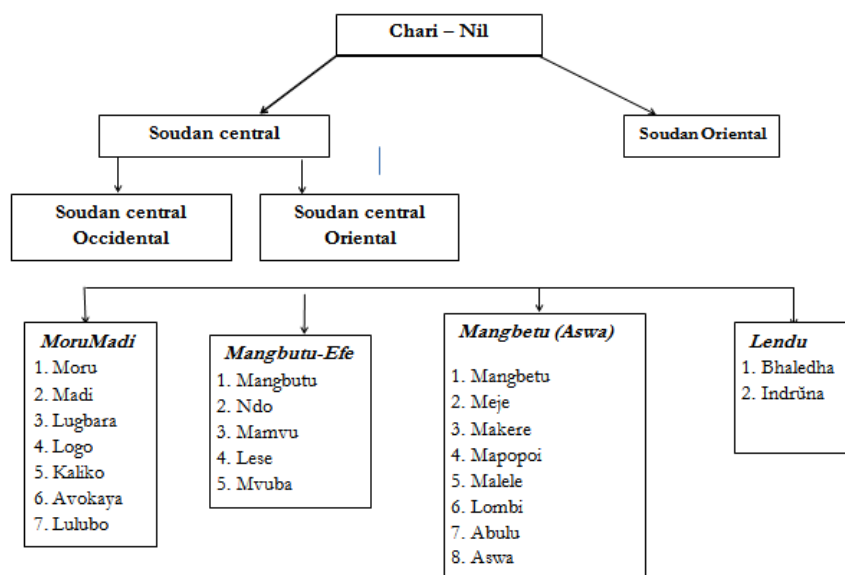 Chari – Nil
Soudan central
Soudan Oriental
Soudan central
Occidental
Soudan central
Oriental
MoruMadi
1. Moru
2. Madi
3. Lugbara
4. Logo
5. Kaliko
6. Avokaya
7. Lulubo
Mangbutu-Efe
1. Mangbutu
2. Ndo
3. Mamvu
4. Lese
5. Mvuba
Mangbetu (Aswa)
1. Mangbetu
2. Meje
3. Makere
4. Mapopoi
5. Malele
6. Lombi
7. Abulu
8. Aswa
Lendu
1. Bhaledha
2. Indrŭna